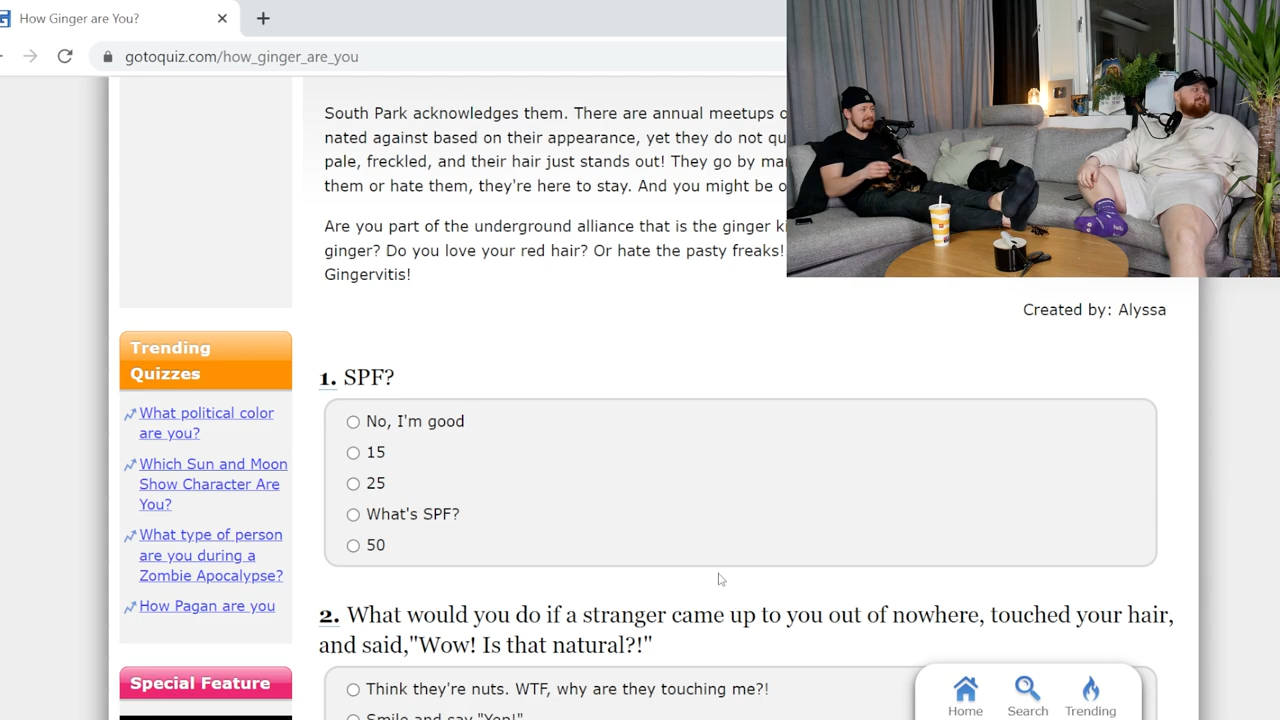 How Ginger are You?
gotoquiz.com/how_ginger_are_you
South Park acknowledges them. There are annual meetups
nated against based on their appearance, yet they do not
pale, freckled, and their hair just stands out! They go by
them or hate them, they're here to stay. And you might be
Are you part of the underground alliance that is the ginger
ginger? Do you love your red hair? Or hate the pasty freaks!
Gingervitis!
Created by: Alyssa
Trending
Quizzes
What political color
are you?
Which Sun and Moon
Show Character Are
You?
What type of person
are you during a
Zombie Apocalypse?
How Pagan are you
Special Feature
1. SPF?
No, I'm good
15
25
What's SPF?
50
2. What would you do if a stranger came up to you out of nowhere, touched your hair,
and said,"Wow! Is that natural?!"
Think they're nuts. WTF, why are they touching me?!
Smile and say "Yep!"
Home
Search
Trending